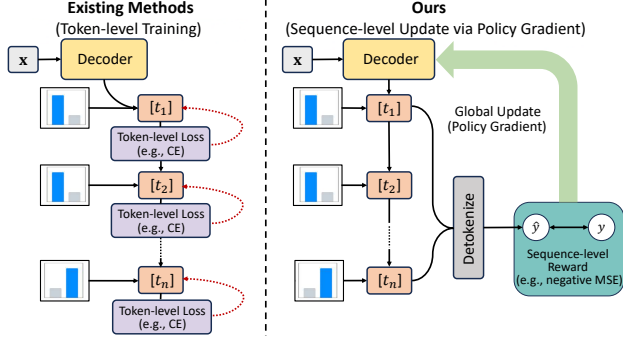 Existing Methods
(Token-level Training)
x
Decoder
[t₁]
Token-level Loss
(e.g., CE)
[t₂]
Token-level Loss
(e.g., CE)
[tₙ]
Token-level Loss
(e.g., CE)
Ours
(Sequence-level Update via Policy Gradient)
x
Decoder
[t₁]
[t₂]
[tₙ]
Detokenize
Global Update
(Policy Gradient)
ŷ
y
Sequence-level
Reward
(e.g., negative MSE)